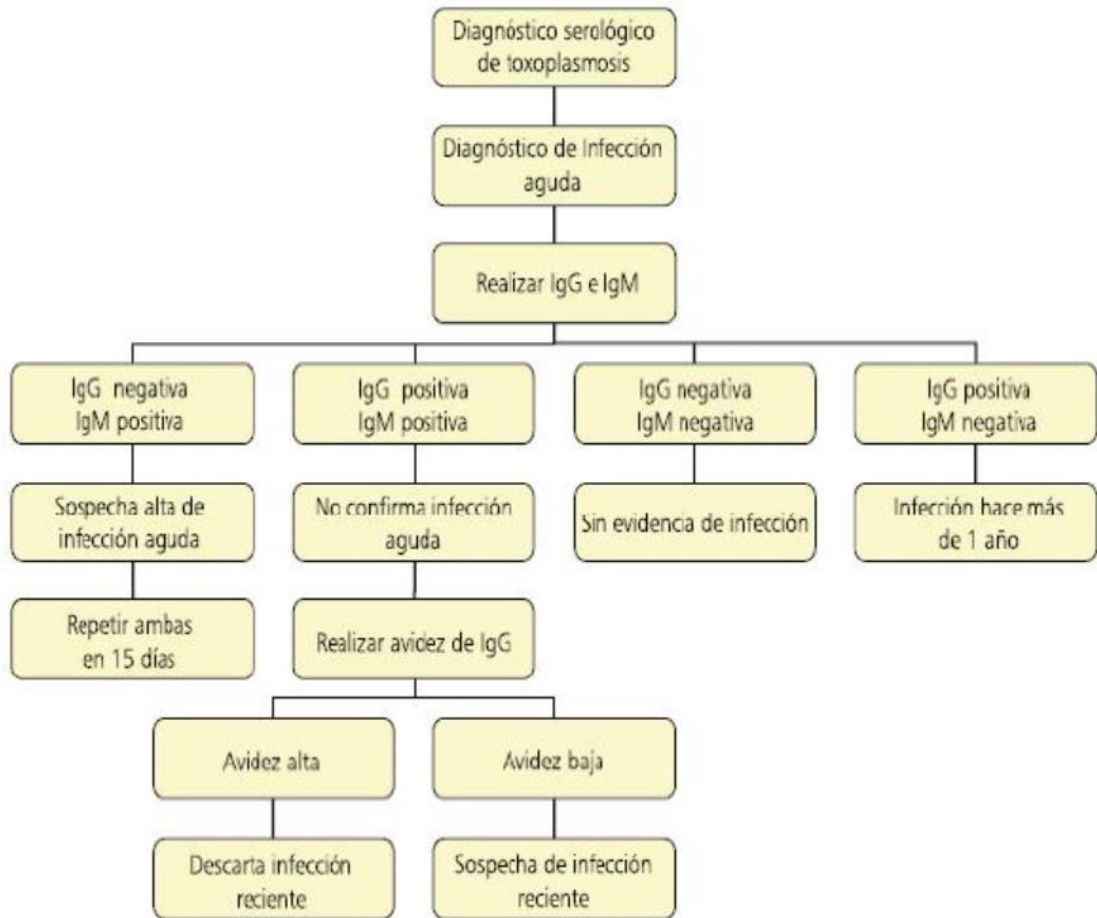 Diagnóstico serológico
de toxoplasmosis
Diagnóstico de Infección
aguda
Realizar IgG e IgM
IgG negativa
IgM positiva
IgG positiva
IgM positiva
IgG negativa
IgM negativa
IgG positiva
IgM negativa
Sospecha alta de
infección aguda
No confirma infección
aguda
Sin evidencia de infección
Infección hace más
de 1 año
Repetir ambas
en 15 días
Realizar avidez de IgG
Avidez alta
Avidez baja
Descarta infección
reciente
Sospecha de infección
reciente